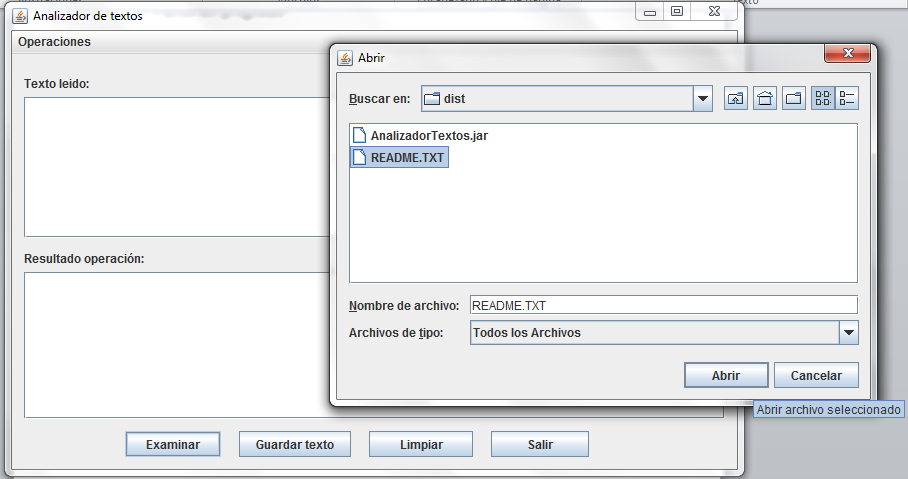 Analizador de textos
Operaciones
Texto leido:
Resultado operación:
Examinar
Guardar texto
Limpiar
Salir
Abrir
Buscar en:
dist
AnalizadorTextos.jar
README.TXT
Nombre de archivo: README.TXT
Archivos de tipo: Todos los Archivos
Abrir
Cancelar
Abrir archivo seleccionado